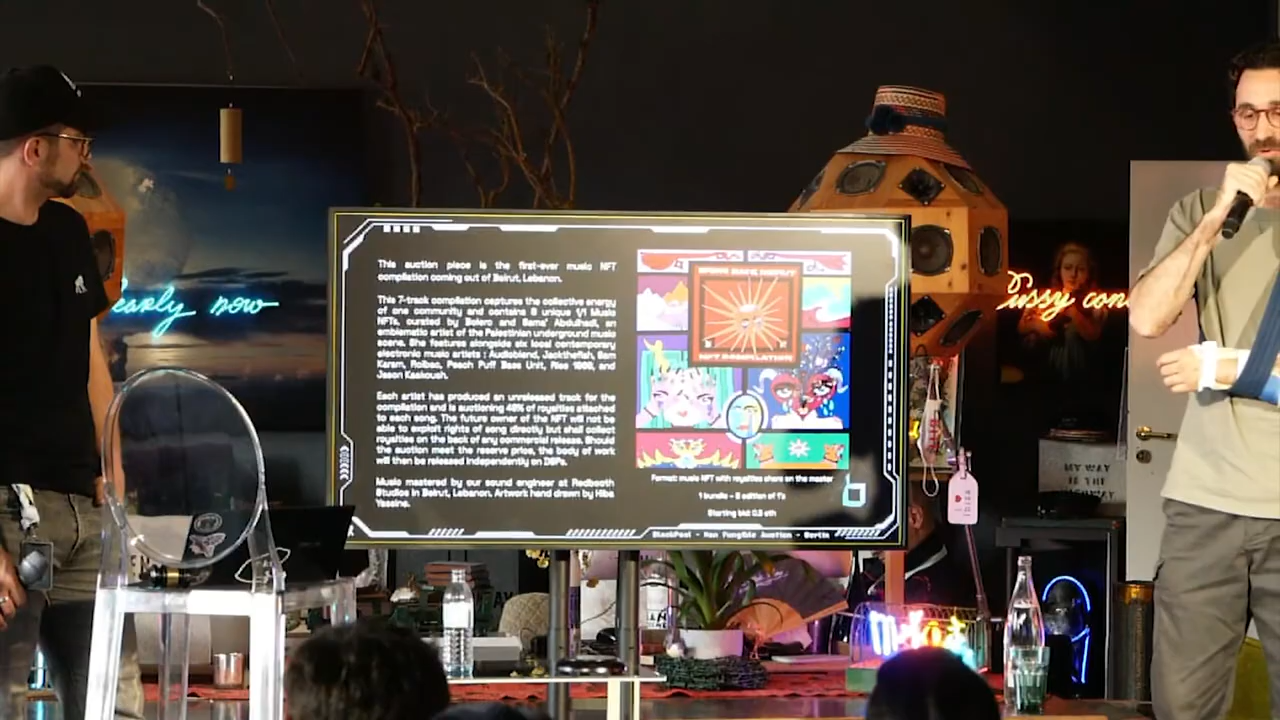 This auction piece is the first-ever music NFT
compilation coming out of Beirut, Lebanon.
This 7-track compilation captures the collective energy
of one community and contains 8 unique 1/1 Music
NFTs, curated by Bolero and Sama' Abdulhadi, an
emblematic artist of the Palestinian underground music
scene. She features alongside six local contemporary
electronic music artists : Audioblend, Jackthefish, Sam
Karam, Roibac, Peach Puff Bass Unit, Rise 1969, and
Jason Kaakoush.
Each artist has produced an unreleased track for the
compilation and is auctioning 49% of royalties attached
to each song. The future owner of the NFT will not be
able to exploit rights of song directly but shall collect
royalties on the back of any commercial release. Should
the auction meet the reserve price, the body of work
will then be released independently on DSPs.
Music mastered by our sound engineer at Redbooth
Studios in Beirut, Lebanon. Artwork hand drawn by Hiba
Yassine.
NFT COMPILATION
Format: music NFT with royalties share on the master
1 bundle - 8 edition of 1's
Starting bid: 0.5 eth
BlackPool - Non Fungible Auction - Berlin
now
MY WAY
IS THE